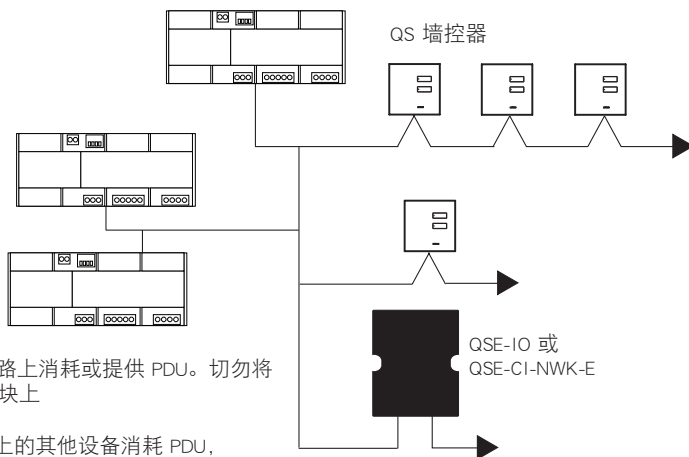 QS 墙控器
QSE-IO 或
QSE-CI-NWK-E
路上消耗或提供 PDU。切勿将
块上
上的其他设备消耗 PDU，